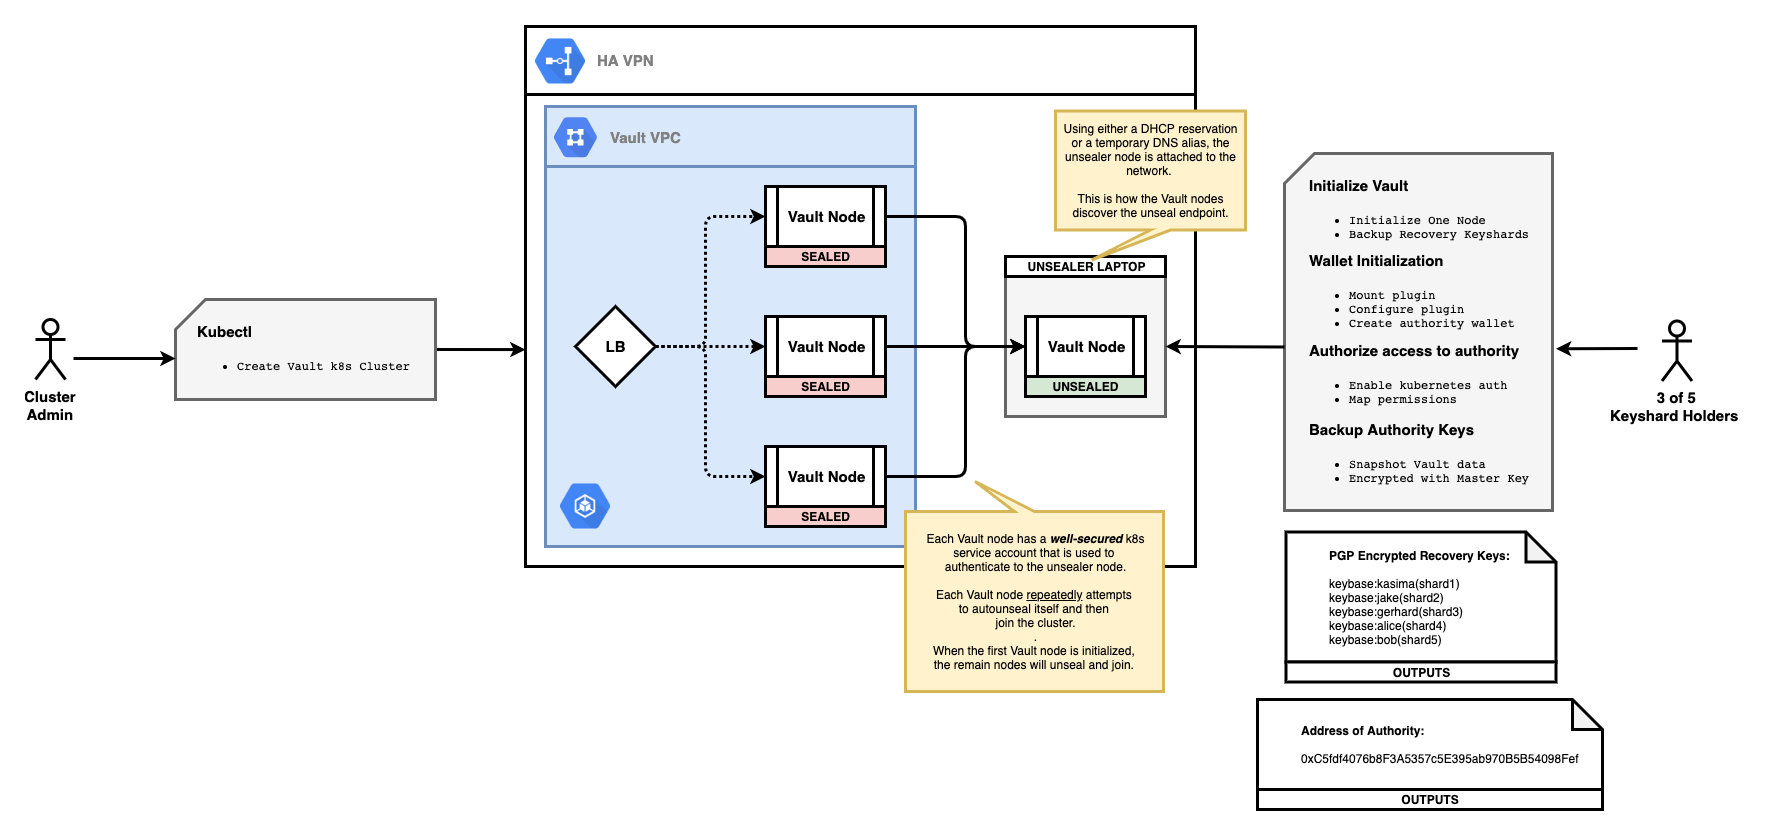 HA VPN
Vault VPC
Using either a DHCP reservation
or a temporary DNS alias, the
unsealer node is attached to the
network.
This is how the Vault nodes
discover the unseal endpoint.
Vault Node
SEALED
LB
Vault Node
SEALED
Vault Node
SEALED
UNSEALER LAPTOP
Vault Node
UNSEALED
Kubectl
• Create Vault k8s Cluster
Cluster
Admin
Initialize Vault
• Initialize One Node
• Backup Recovery Keyshards
Wallet Initialization
• Mount plugin
• Configure plugin
• Create authority wallet
Authorize access to authority
• Enable kubernetes auth
• Map permissions
Backup Authority Keys
• Snapshot Vault data
• Encrypted with Master Key
3 of 5
Keyshard Holders
Each Vault node has a well-secured k8s
service account that is used to
authenticate to the unsealer node.
Each Vault node repeatedly attempts
to autounseal itself and then
join the cluster.
.
When the first Vault node is initialized,
the remain nodes will unseal and join.
PGP Encrypted Recovery Keys:
keybase:kasima(shard1)
keybase:jake(shard2)
keybase:gerhard(shard3)
keybase:alice(shard4)
keybase:bob(shard5)
OUTPUTS
Address of Authority:
0xC5fdf4076b8F3A5357c5E395ab970B5B54098Fef
OUTPUTS